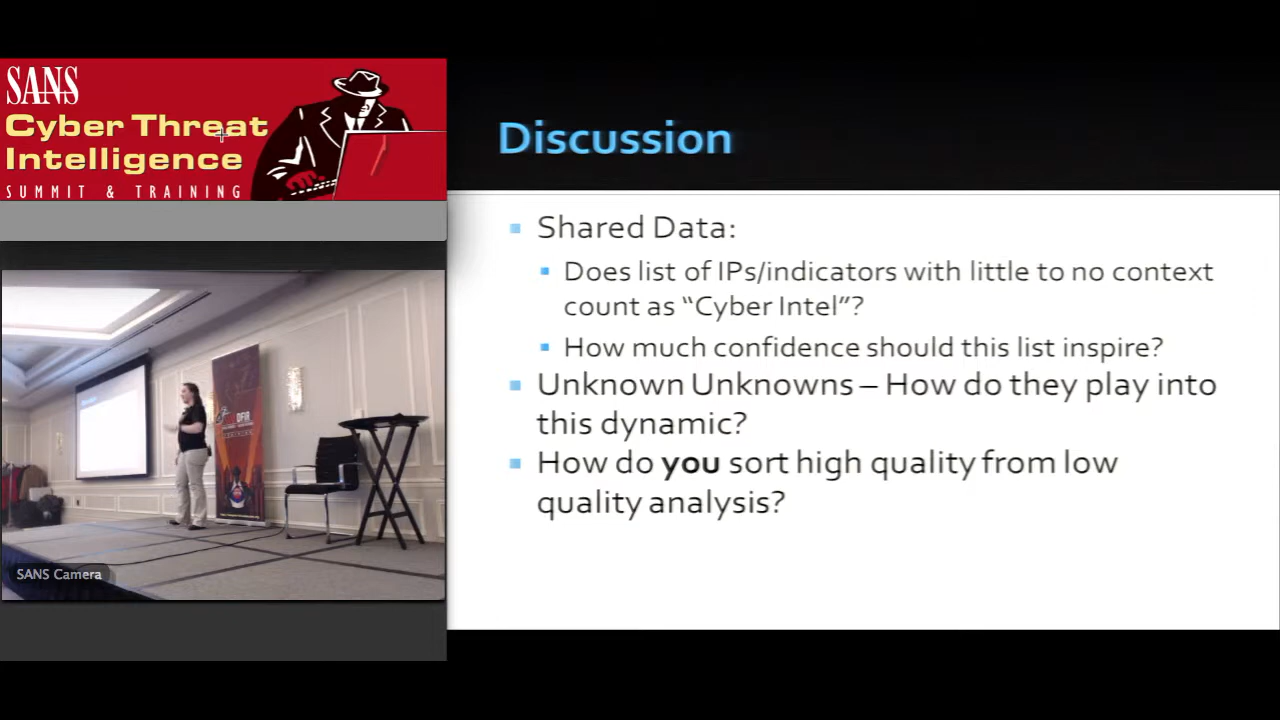 SANS
Cyber Threat
Intelligence
SUMMIT & TRAINING
SANS Camera
Discussion
Shared Data:
Does list of IPs/indicators with little to no context
count as “Cyber Intel”?
How much confidence should this list inspire?
Unknown Unknowns – How do they play into
this dynamic?
How do you sort high quality from low
quality analysis?
DFIR